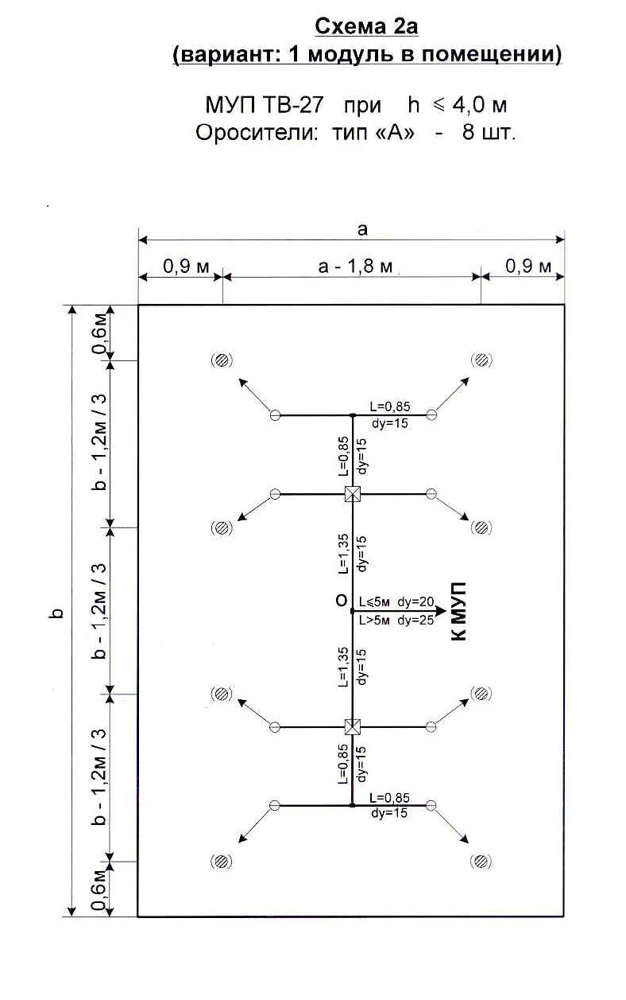 Схема 2а
(вариант: 1 модуль в помещении)
МУП ТВ-27 при h ⩽ 4,0 м
Оросители: тип «А» - 8 шт.
a
0,9 м
a - 1,8 м
0,9 м
0,6м
b - 1,2м / 3
L=0,85
dy=15
L=0,85
dy=15
L=1,35
dy=15
b - 1,2м / 3
b
О
L⩽5м dy=20
L>5м dy=25
К МУП
L=1,35
dy=15
b - 1,2м / 3
L=0,85
dy=15
L=0,85
dy=15
0,6м